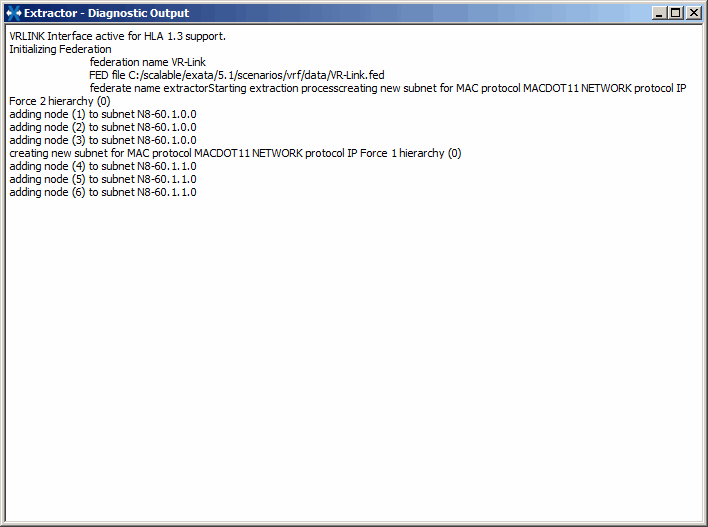 Extractor - Diagnostic Output
VRLINK Interface active for HLA 1.3 support.
Initializing Federation
federation name VR-Link
FED file C:/scalable/exata/5.1/scenarios/vrf/data/VR-Link.fed
federate name extractorStarting extraction processcreating new subnet for MAC protocol MACDOT11 NETWORK protocol IP
Force 2 hierarchy (0)
adding node (1) to subnet N8-60.1.0.0
adding node (2) to subnet N8-60.1.0.0
adding node (3) to subnet N8-60.1.0.0
creating new subnet for MAC protocol MACDOT11 NETWORK protocol IP Force 1 hierarchy (0)
adding node (4) to subnet N8-60.1.1.0
adding node (5) to subnet N8-60.1.1.0
adding node (6) to subnet N8-60.1.1.0